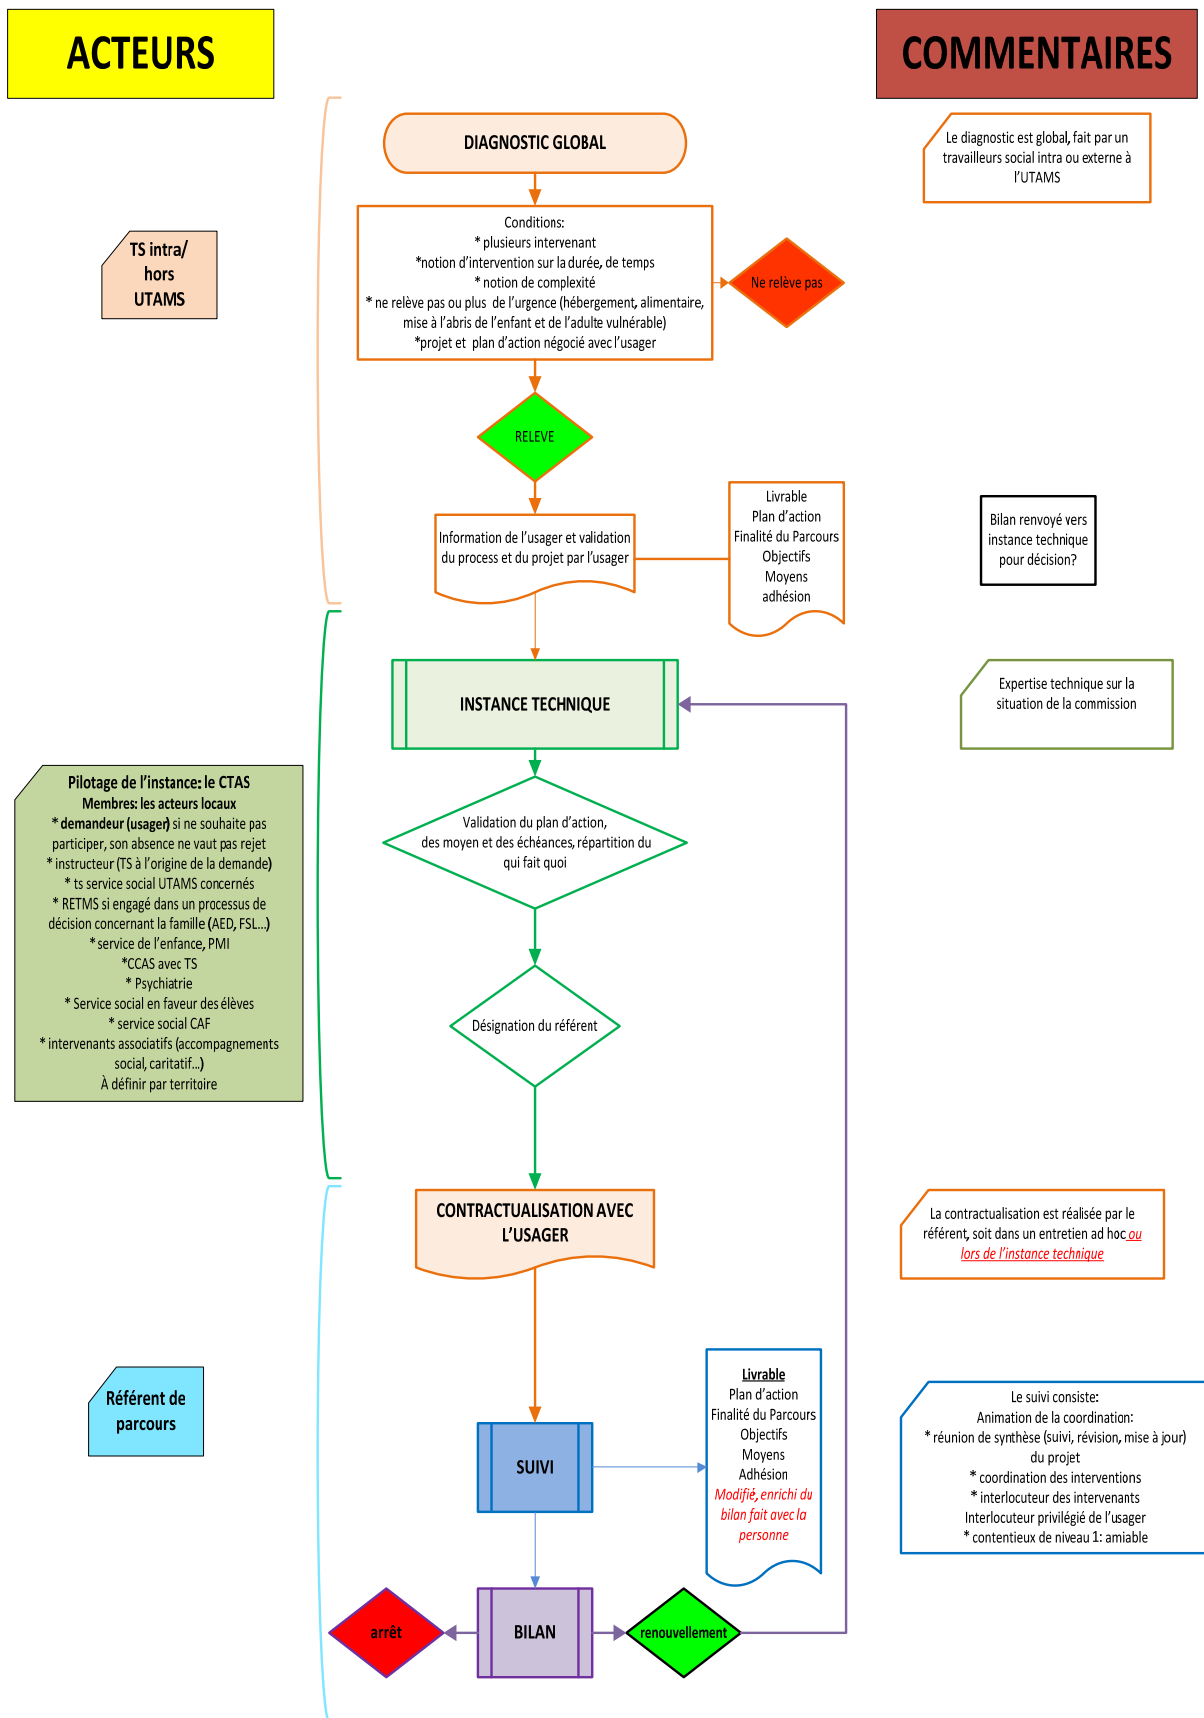 ACTEURS
COMMENTAIRES
DIAGNOSTIC GLOBAL
Le diagnostic est global, fait par un
travailleurs social intra ou externe à
l'UTAMS
TS intra/
hors
UTAMS
Conditions:
* plusieurs intervenant
*notion d'intervention sur la durée, de temps
* notion de complexité
* ne relève pas ou plus de l'urgence (hébergement, alimentaire,
mise à l'abris de l'enfant et de l'adulte vulnérable)
*projet et plan d'action négocié avec l'usager
Ne relève pas
RELEVE
Information de l'usager et validation
du process et du projet par l'usager
Livrable
Plan d'action
Finalité du Parcours
Objectifs
Moyens
adhésion
Bilan renvoyé vers
instance technique
pour décision?
INSTANCE TECHNIQUE
Expertise technique sur la
situation de la commission
Pilotage de l'instance: le CTAS
Membres: les acteurs locaux
* demandeur (usager) si ne souhaite pas
participer, son absence ne vaut pas rejet
* instructeur (TS à l'origine de la demande)
* ts service social UTAMS concernés
* RETMS si engagé dans un processus de
décision concernant la famille (AED, FSL...)
* service de l'enfance, PMI
*CCAS avec TS
* Psychiatrie
* Service social en faveur des élèves
* service social CAF
* intervenants associatifs (accompagnements
social, caritatif...)
À définir par territoire
Validation du plan d'action,
des moyen et des échéances, répartition du
qui fait quoi
Désignation du référent
CONTRACTUALISATION AVEC
L'USAGER
La contractualisation est réalisée par le
référent, soit dans un entretien ad hoc ou
lors de l'instance technique
Référent de
parcours
SUIVI
Livrable
Plan d'action
Finalité du Parcours
Objectifs
Moyens
Adhésion
Modifié, enrichi du
bilan fait avec la
personne
Le suivi consiste:
Animation de la coordination:
* réunion de synthèse (suivi, révision, mise à jour)
du projet
* coordination des interventions
* interlocuteur des intervenants
Interlocuteur privilégié de l'usager
* contentieux de niveau 1: amiable
arrêt
BILAN
renouvellement